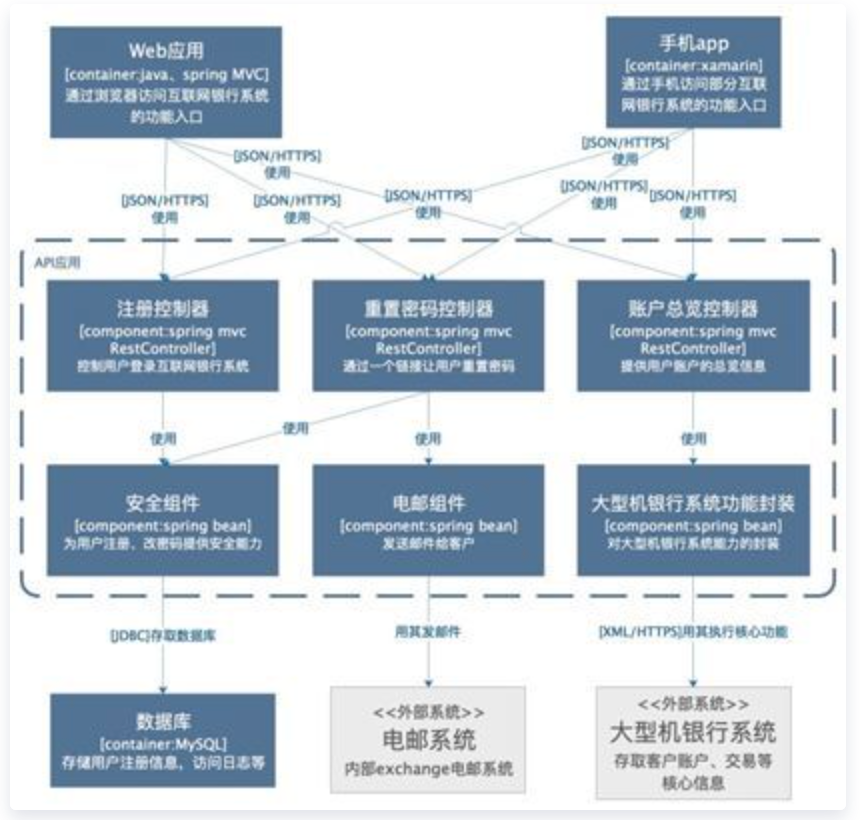 Web应用
[container:java、spring MVC]
通过浏览器访问互联网银行系统
的功能入口
手机app
[container:xamarin]
通过手机访问部分互联
网银行系统的功能入口
[JSON/HTTPS]
使用
[JSON/HTTPS]
使用
[JSON/HTTPS]
使用
[JSON/HTTPS]
使用
[JSON/HTTPS]
使用
[JSON/HTTPS]
使用
[JSON/HTTPS]
使用
API应用
注册控制器
[component:spring mvc
RestController]
控制用户登录互联网银行系统
重置密码控制器
[component:spring mvc
RestController]
通过一个链接让用户重置密码
账户总览控制器
[component:spring mvc
RestController]
提供用户账户的总览信息
使用
使用
使用
使用
安全组件
[component:spring bean]
为用户注册、改密码提供安全能力
电邮组件
[component:spring bean]
发送邮件给客户
大型机银行系统功能封装
[component:spring bean]
对大型机银行系统能力的封装
[JDBC]存取数据库
用其发邮件
[XML/HTTPS]用其执行核心功能
数据库
[container:MySQL]
存储用户注册信息，访问日志等
<<外部系统>>
电邮系统
内部exchange电邮系统
<<外部系统>>
大型机银行系统
存取客户账户、交易等
核心信息